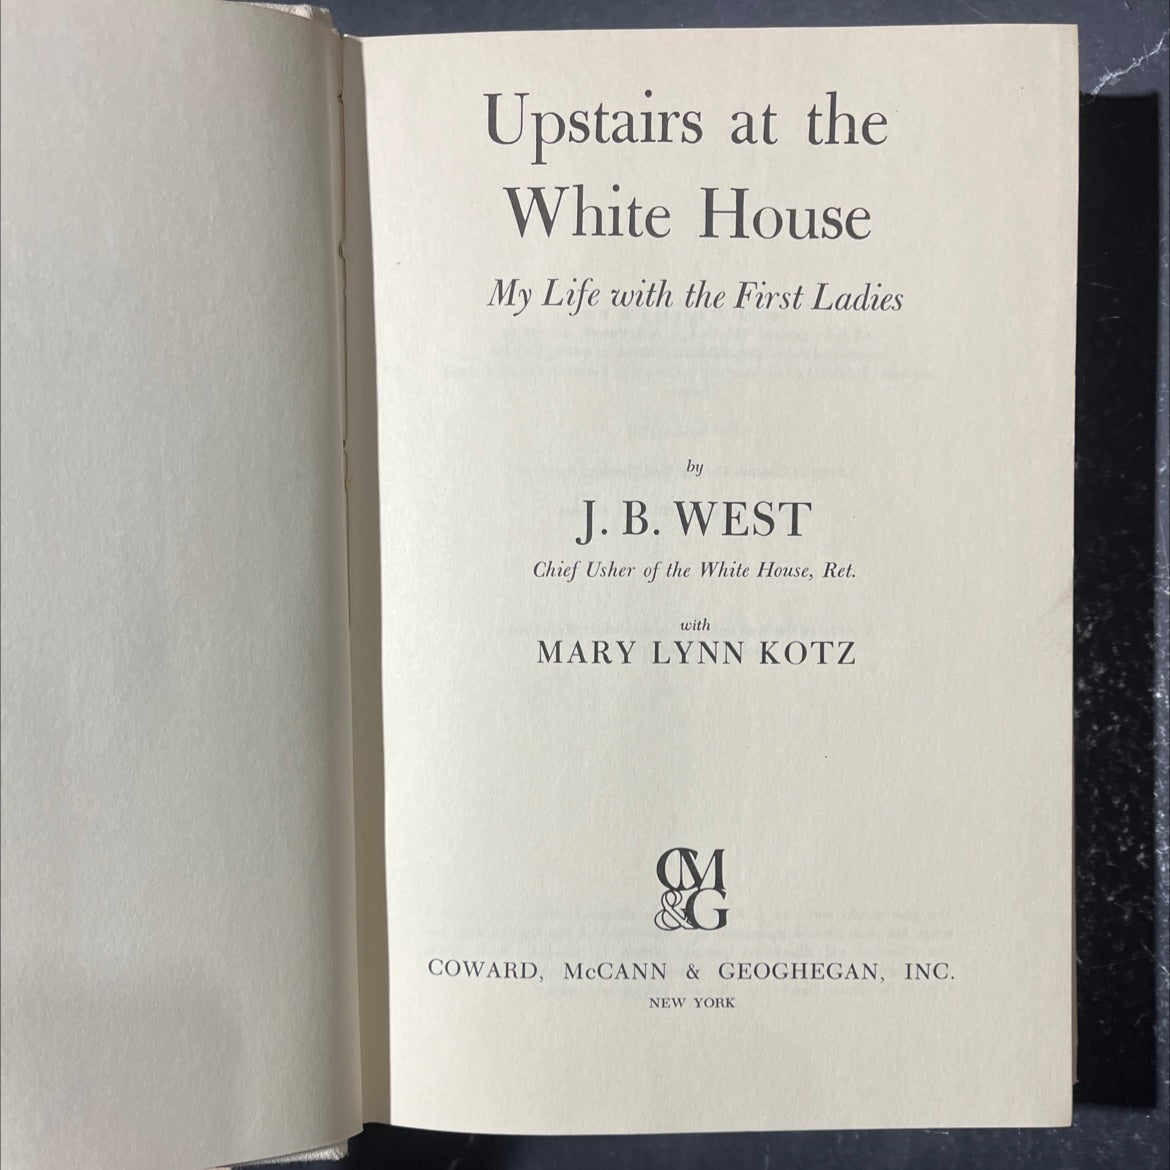 Upstairs at the
White House
My Life with the First Ladies
by
J. B. WEST
Chief Usher of the White House, Ret.
with
MARY LYNN KOTZ
CM
&G
COWARD, McCANN & GEOGHEGAN, INC.
NEW YORK